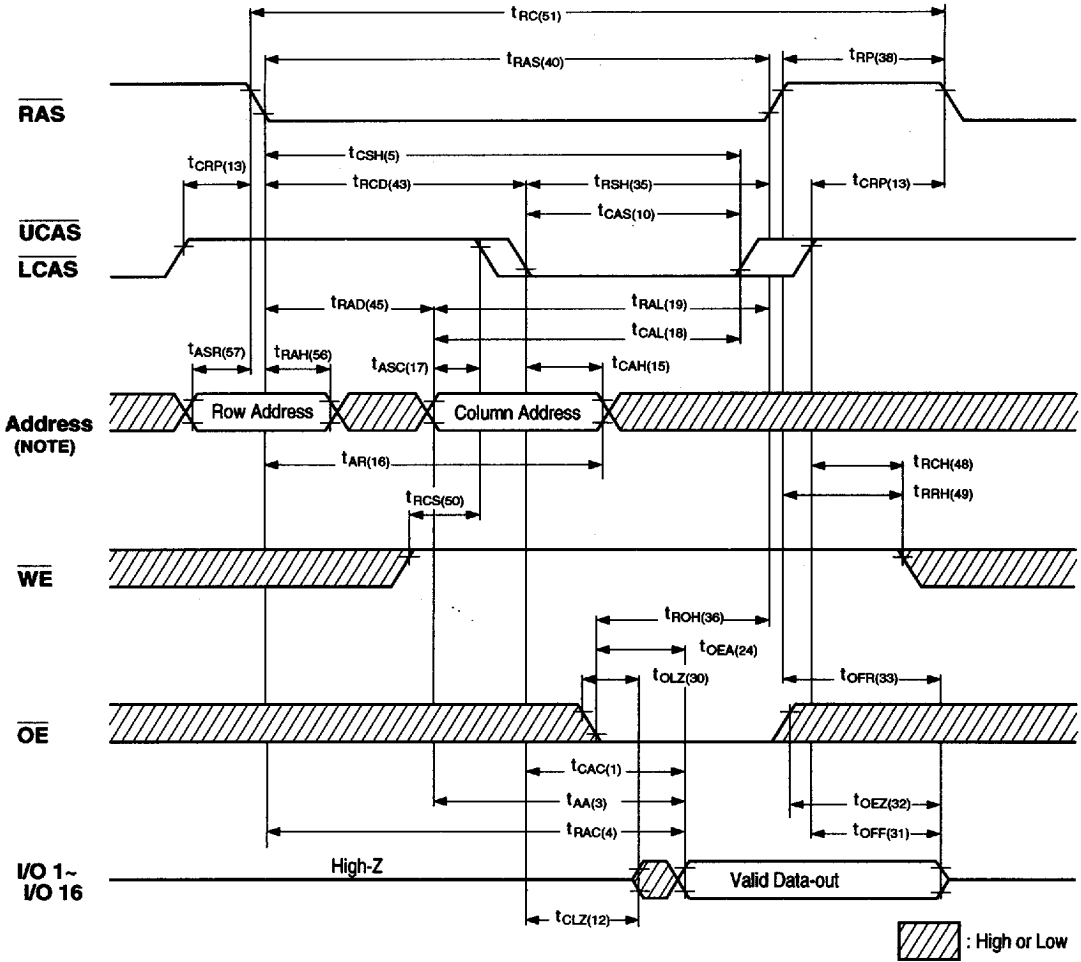 tRC(51)
tRAS(40)
tRP(38)
RAS
tCSH(5)
tCRP(13)
tRCD(43)
tRSH(35)
tCRP(13)
tCAS(10)
UCAS
LCAS
tRAD(45)
tRAL(19)
tCAL(18)
tASR(57)
tRAH(56)
tASC(17)
tCAH(15)
Address
(NOTE)
Row Address
Column Address
tAR(16)
tRCH(48)
tRCS(50)
tRRH(49)
WE
tROH(36)
tOEA(24)
tOLZ(30)
tOFR(33)
OE
tCAC(1)
tAA(3)
tOEZ(32)
tRAC(4)
tOFF(31)
I/O 1~
I/O 16
High-Z
Valid Data-out
tCLZ(12)
: High or Low